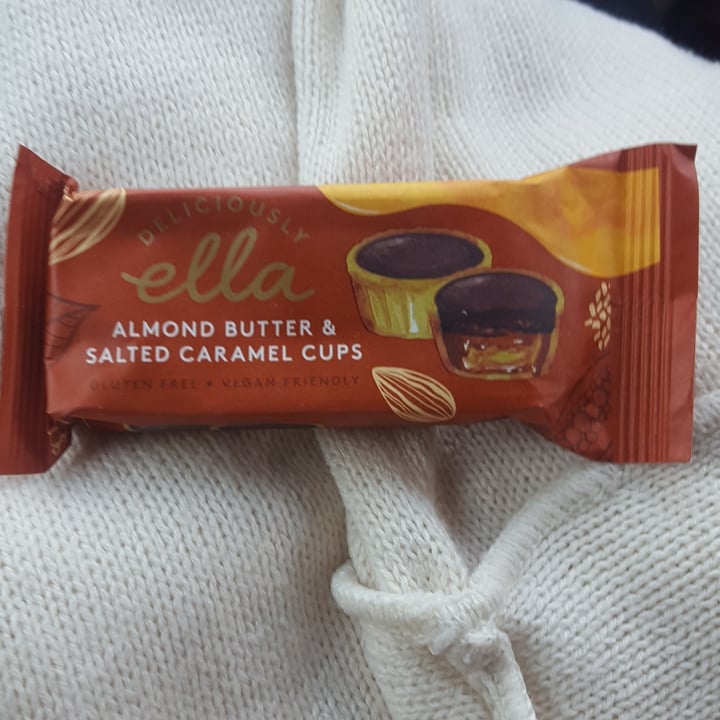 DELICIOUSLY
ella
ALMOND BUTTER &
SALTED CARAMEL CUPS
GLUTEN FREE • VEGAN FRIENDLY